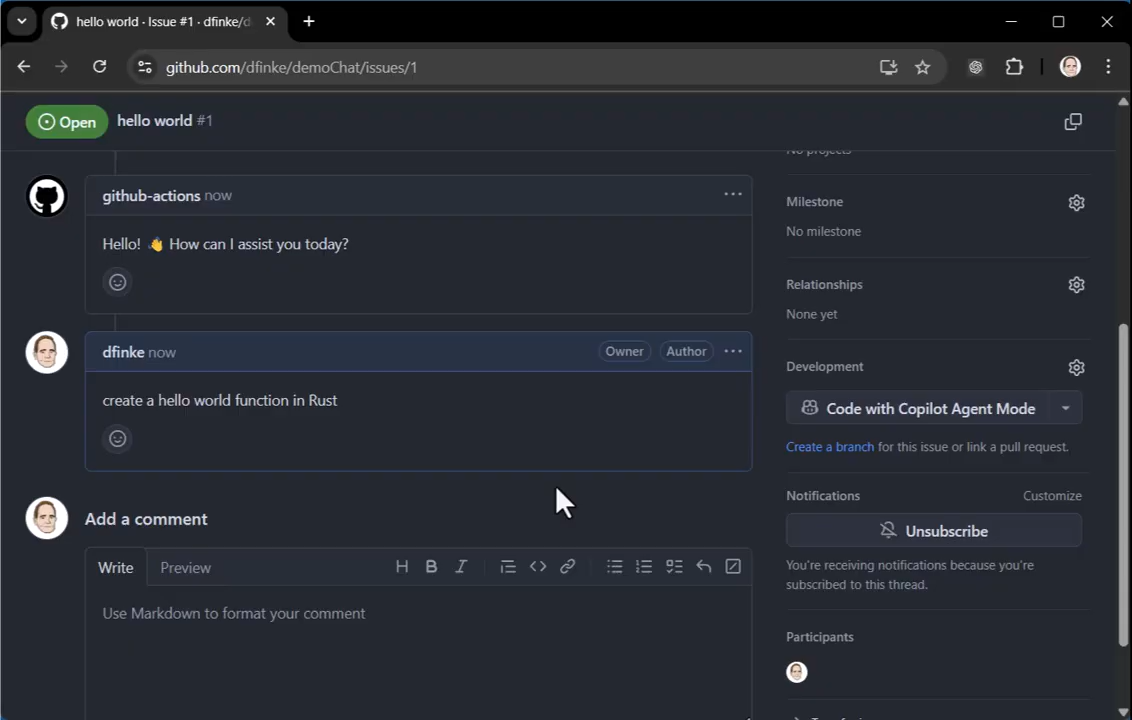 hello world · Issue #1 · dfinke/d
github.com/dfinke/demoChat/issues/1
Open
hello world #1
No projects
github-actions now
Hello! 👋 How can I assist you today?
dfinke now
Owner
Author
create a hello world function in Rust
Add a comment
Write
Preview
Use Markdown to format your comment
Milestone
No milestone
Relationships
None yet
Development
Code with Copilot Agent Mode
Create a branch for this issue or link a pull request.
Notifications
Customize
Unsubscribe
You're receiving notifications because you're
subscribed to this thread.
Participants